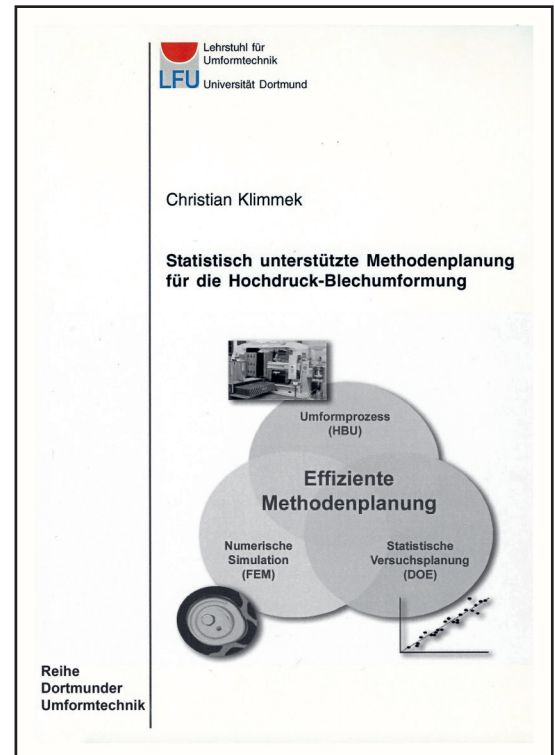 Lehrstuhl für
Umformtechnik
LFU Universität Dortmund
Christian Klimmek
Statistisch unterstützte Methodenplanung
für die Hochdruck-Blechumformung
Umformprozess
(HBU)
Effiziente
Methodenplanung
Numerische
Simulation
(FEM)
Statistische
Versuchsplanung
(DOE)
Reihe
Dortmunder
Umformtechnik